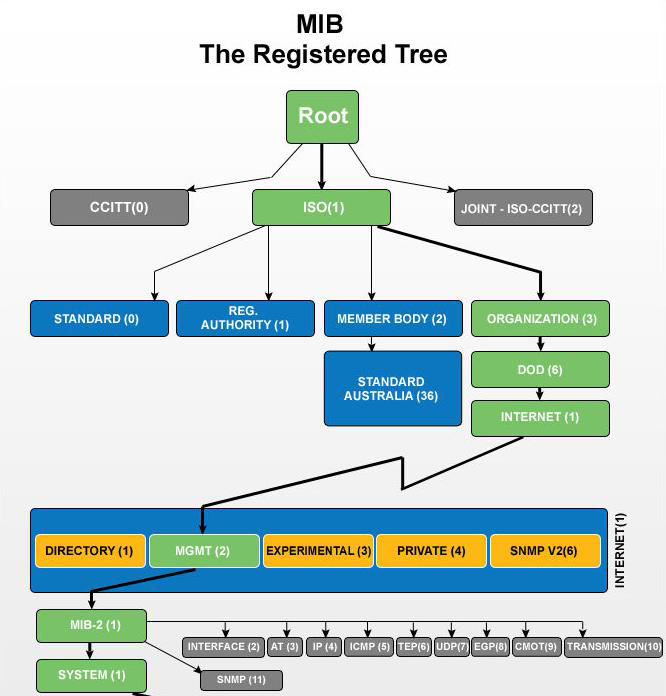 MIB
The Registered Tree
Root
CCITT(0)
ISO(1)
JOINT - ISO-CCITT(2)
STANDARD (0)
REG.
AUTHORITY (1)
MEMBER BODY (2)
ORGANIZATION (3)
STANDARD
AUSTRALIA (36)
DOD (6)
INTERNET (1)
DIRECTORY (1)
MGMT (2)
EXPERIMENTAL (3)
PRIVATE (4)
SNMP V2(6)
INTERNET(1)
MIB-2 (1)
INTERFACE (2)
AT (3)
IP (4)
ICMP (5)
TEP(6)
UDP(7)
EGP(8)
CMOT(9)
TRANSMISSION(10)
SYSTEM (1)
SNMP (11)